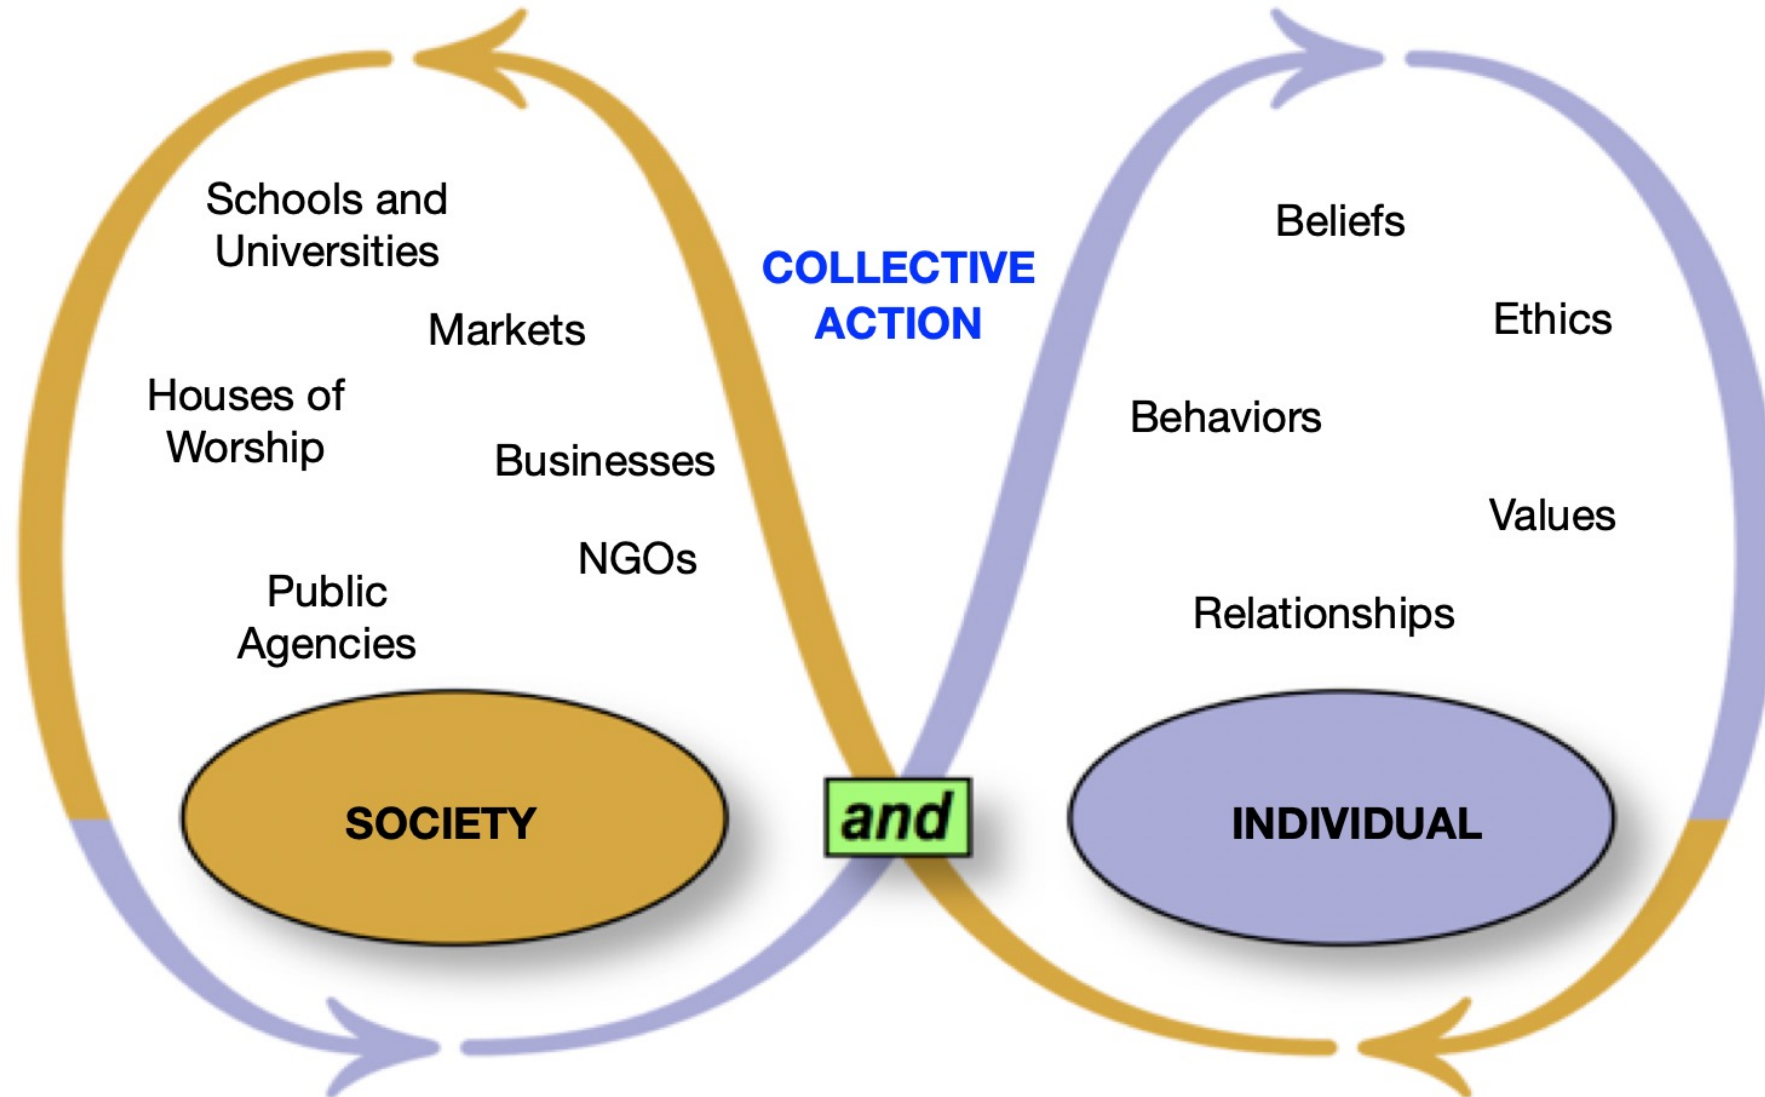 Schools and
Universities
Markets
Houses of
Worship
Businesses
NGOs
Public
Agencies
SOCIETY
COLLECTIVE
ACTION
and
Beliefs
Ethics
Behaviors
Values
Relationships
INDIVIDUAL